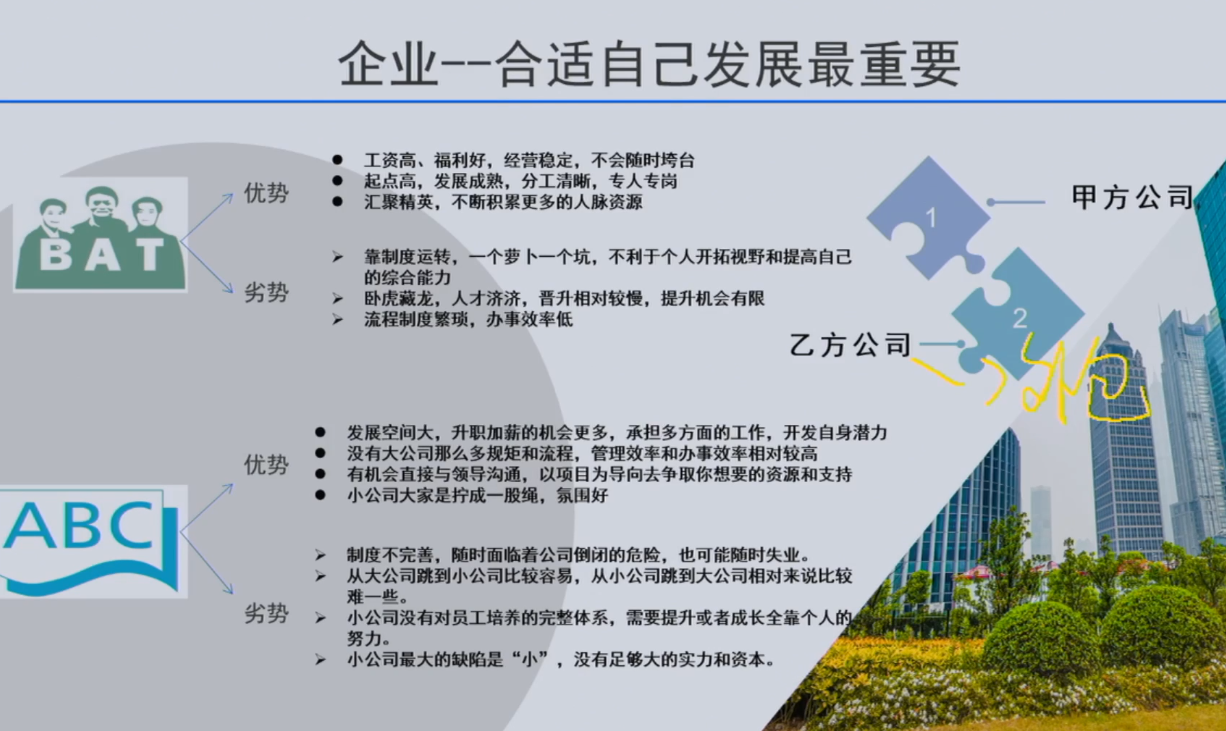 企业--合适自己发展最重要
BAT
优势
工资高、福利好，经营稳定，不会随时垮台
起点高，发展成熟，分工清晰，专人专岗
汇聚精英，不断积累更多的人脉资源
劣势
靠制度运转，一个萝卜一个坑，不利于个人开拓视野和提高自己
的综合能力
卧虎藏龙，人才济济，晋升相对较慢，提升机会有限
流程制度繁琐，办事效率低
1
甲方公司
2
乙方公司
外包
ABC
优势
发展空间大，升职加薪的机会更多，承担多方面的工作，开发自身潜力
没有大公司那么多规矩和流程，管理效率和办事效率相对较高
有机会直接与领导沟通，以项目为导向去争取你想要的资源和支持
小公司大家是拧成一股绳，氛围好
劣势
制度不完善，随时面临着公司倒闭的危险，也可能随时失业。
从大公司跳到小公司比较容易，从小公司跳到大公司相对来说比较
难一些。
小公司没有对员工培养的完整体系，需要提升或者成长全靠个人的
努力。
小公司最大的缺陷是“小”，没有足够大的实力和资本。